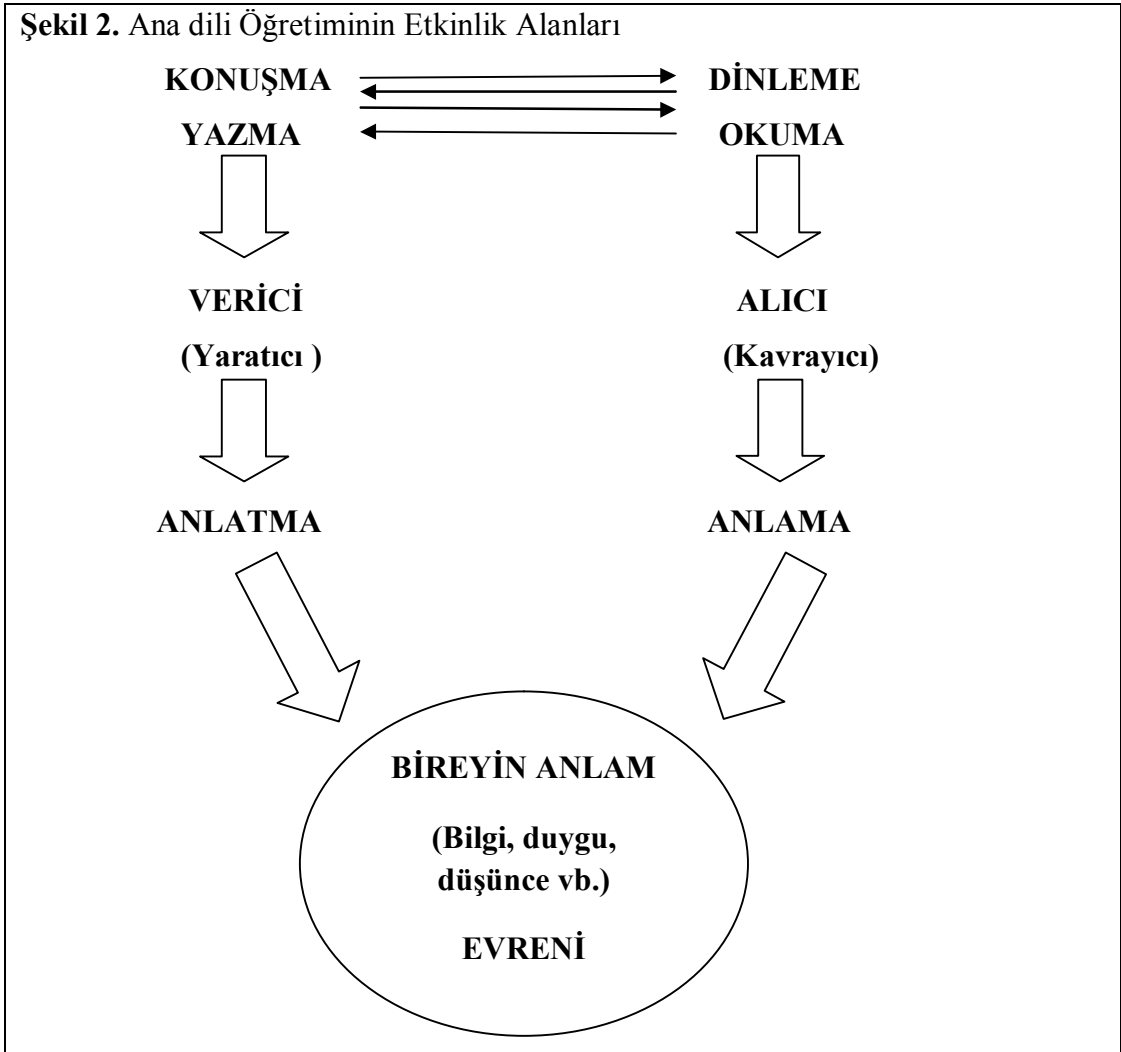 Şekil 2. Ana dili Öğretiminin Etkinlik Alanları
KONUŞMA DİNLEME
YAZMA OKUMA
VERİCİ ALICI
(Yaratıcı ) (Kavrayıcı)
ANLATMA ANLAMA
BİREYİN ANLAM
(Bilgi, duygu,
düşünce vb.)
EVRENİ